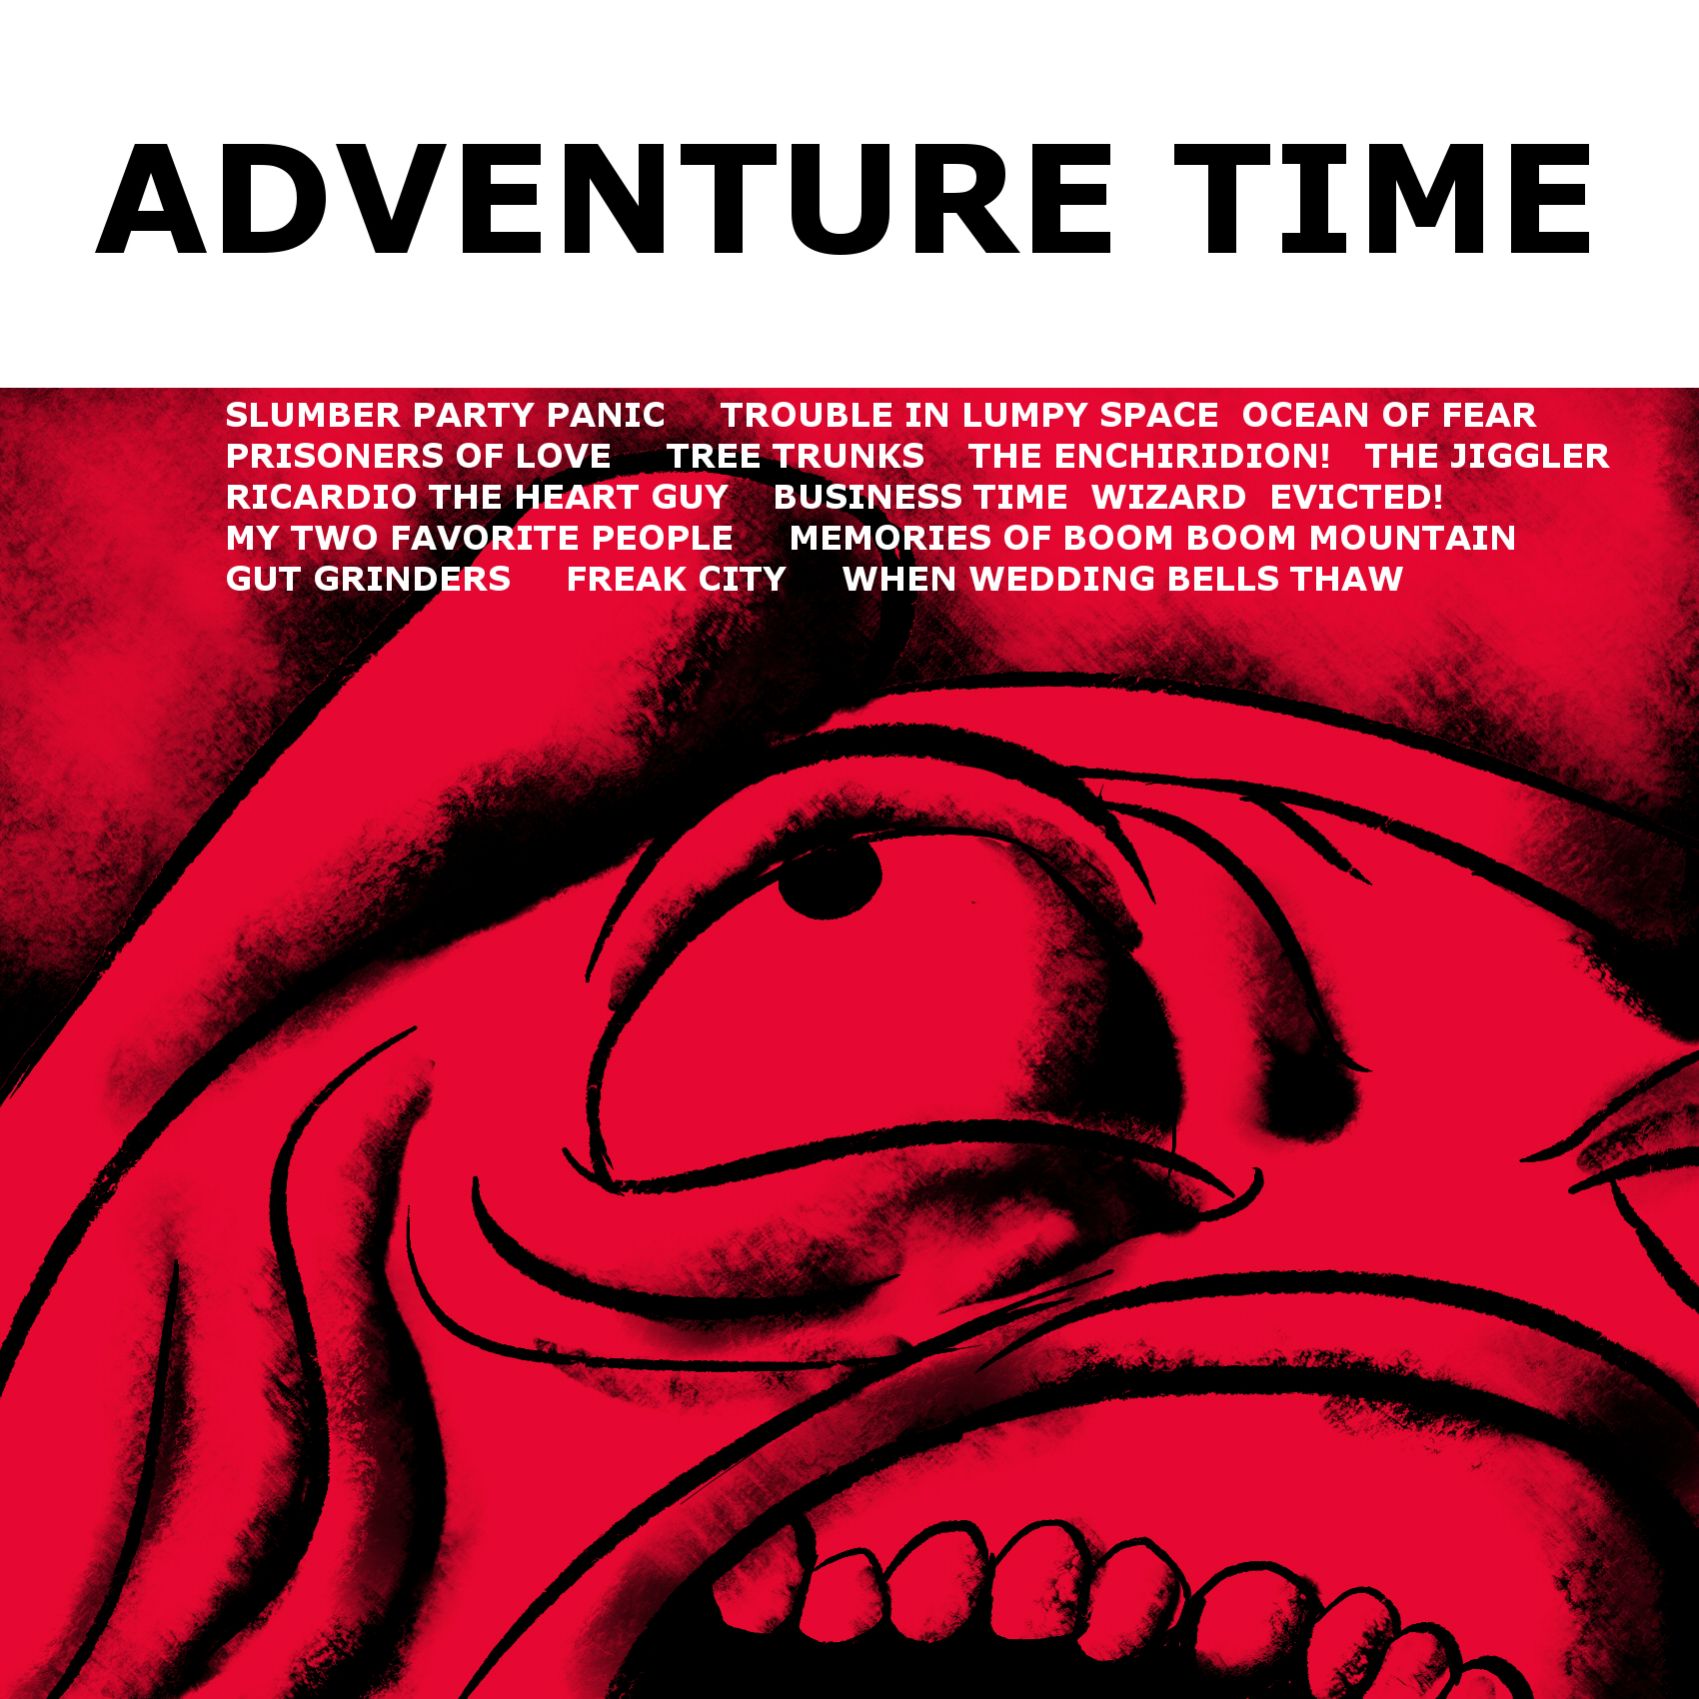 ADVENTURE TIME
SLUMBER PARTY PANIC TROUBLE IN LUMPY SPACE OCEAN OF FEAR
PRISONERS OF LOVE TREE TRUNKS THE ENCHIRIDION! THE JIGGLER
RICARDIO THE HEART GUY BUSINESS TIME WIZARD EVICTED!
MY TWO FAVORITE PEOPLE MEMORIES OF BOOM BOOM MOUNTAIN
GUT GRINDERS FREAK CITY WHEN WEDDING BELLS THAW